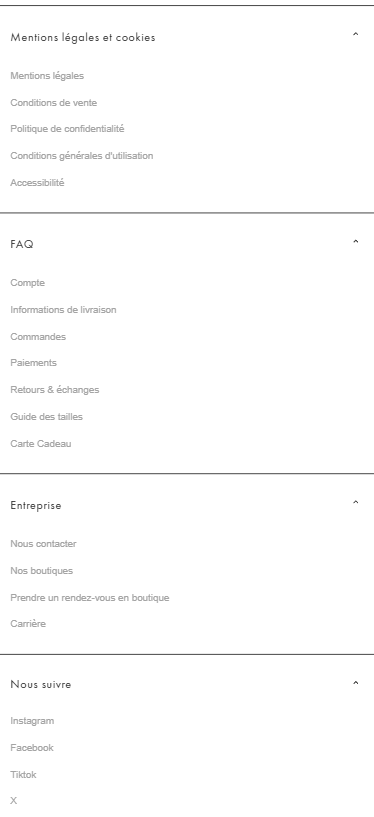 Mentions légales et cookies
Mentions légales
Conditions de vente
Politique de confidentialité
Conditions générales d'utilisation
Accessibilité
FAQ
Compte
Informations de livraison
Commandes
Paiements
Retours & échanges
Guide des tailles
Carte Cadeau
Entreprise
Nous contacter
Nos boutiques
Prendre un rendez-vous en boutique
Carrière
Nous suivre
Instagram
Facebook
Tiktok
X